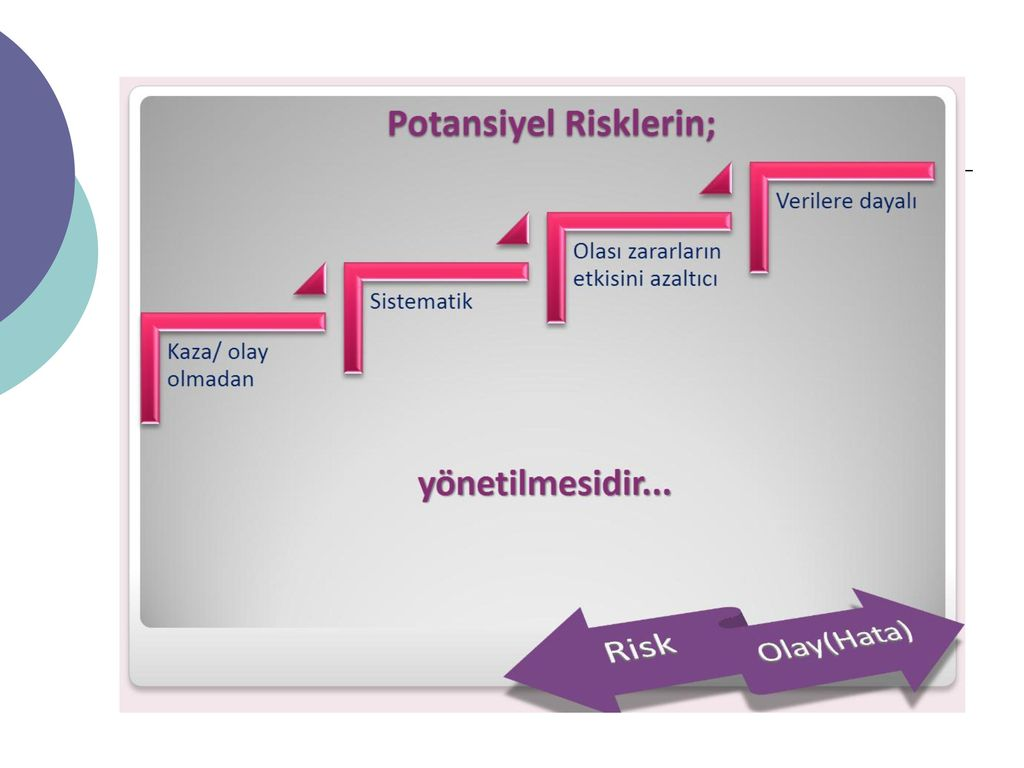 Potansiyel Risklerin;
Kaza/ olay
olmadan
Sistematik
Olası zararların
etkisini azaltıcı
Verilere dayalı
yönetilmesidir...
Risk
Olay(Hata)